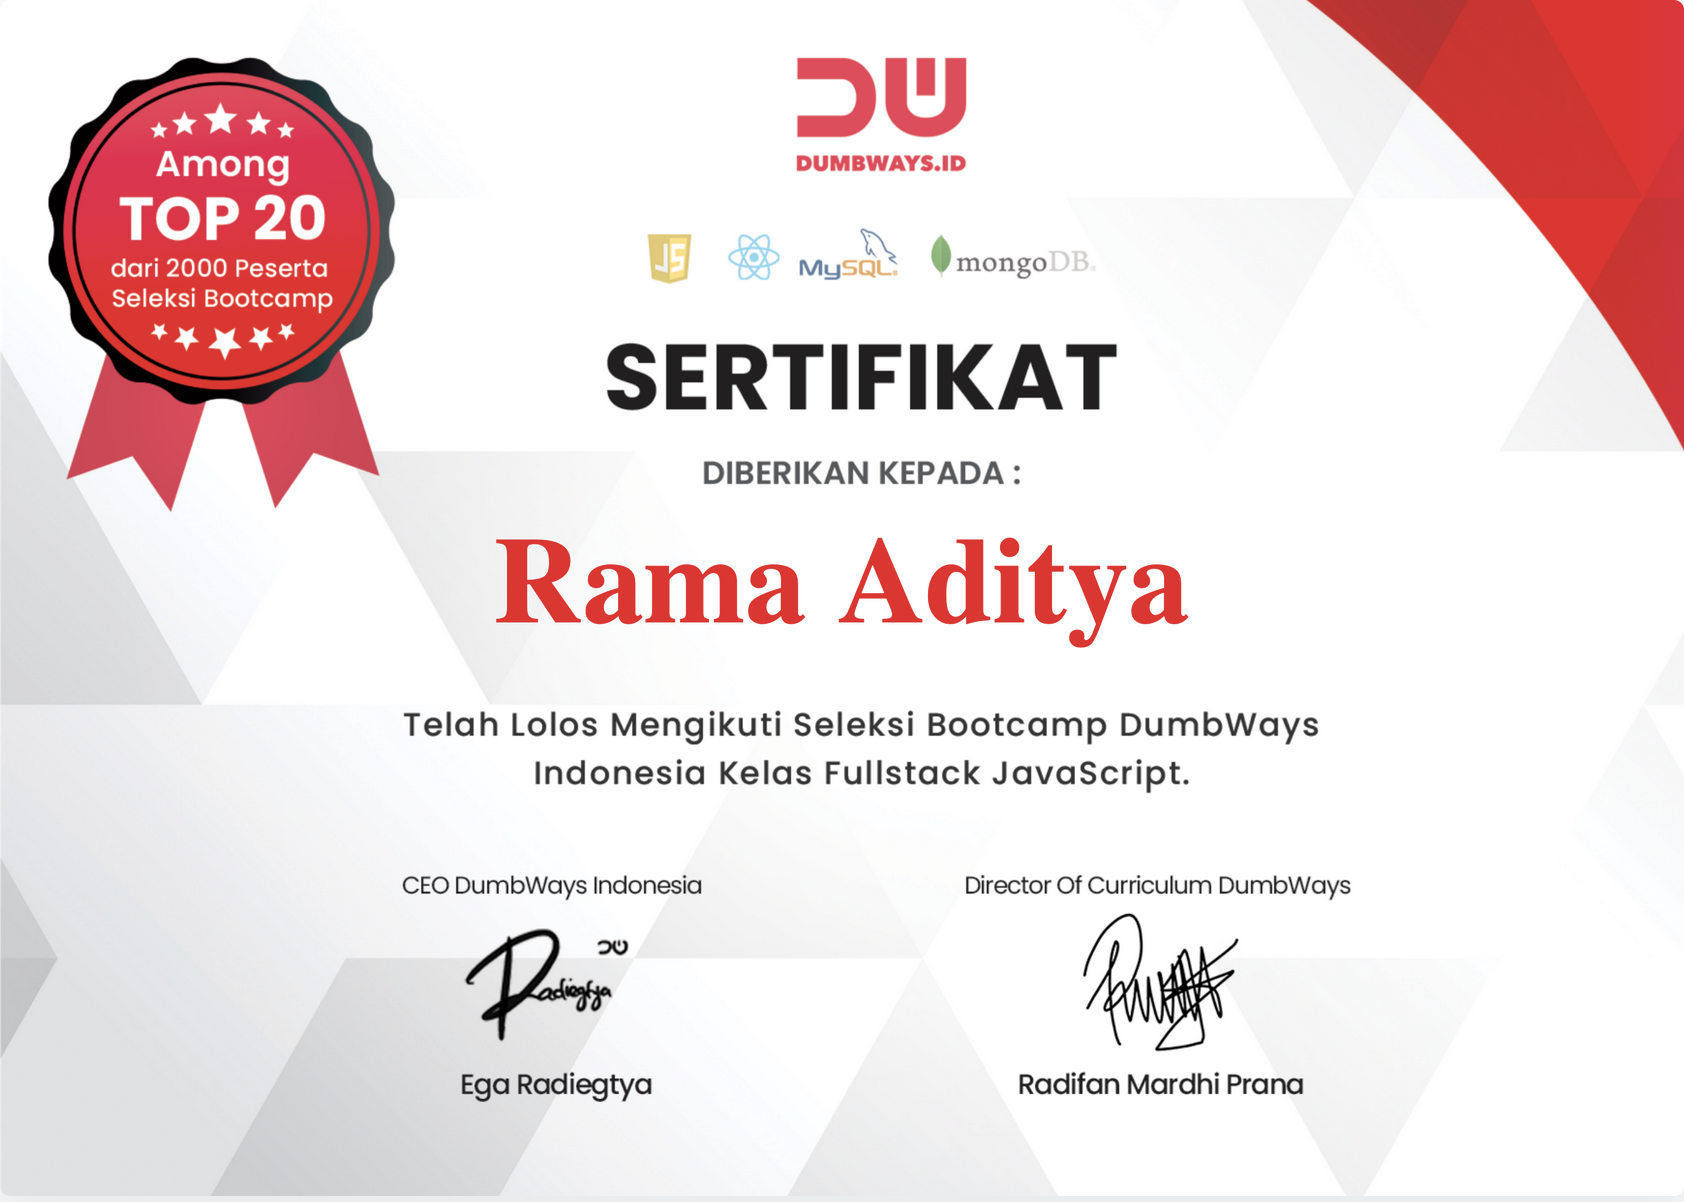 DUMBWAYS.ID
Among
TOP 20
dari 2000 Peserta
Seleksi Bootcamp
JS
MySQL®
mongoDB.
SERTIFIKAT
DIBERIKAN KEPADA :
Rama Aditya
Telah Lolos Mengikuti Seleksi Bootcamp DumbWays
Indonesia Kelas Fullstack JavaScript.
CEO DumbWays Indonesia
Radiegtya
Ega Radiegtya
Director Of Curriculum DumbWays
Radifan Mardhi Prana